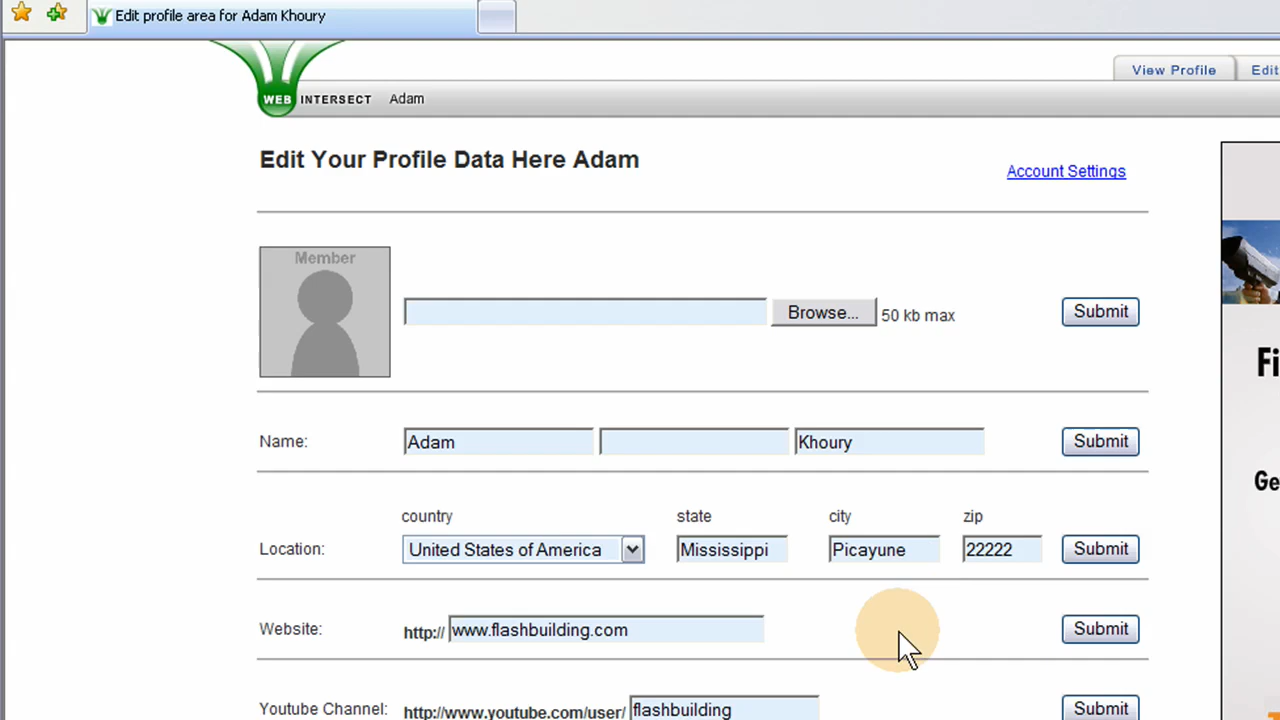 Edit profile area for Adam Khoury
View Profile Edit
WEB INTERSECT Adam
Edit Your Profile Data Here Adam
Account Settings
Member
Browse... 50 kb max Submit
Fi
Name: Adam Khoury Submit
Ge
country state city zip
Location: United States of America Mississippi Picayune 22222 Submit
Website: http:// www.flashbuilding.com Submit
Youtube Channel: http://www.youtube.com/user/ flashbuilding Submit